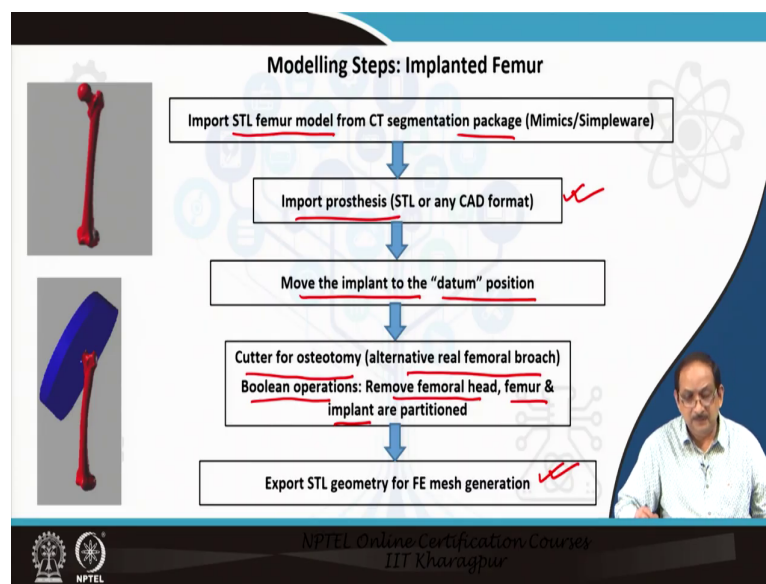 Modelling Steps: Implanted Femur
Import STL femur model from CT segmentation package (Mimics/Simpleware)
Import prosthesis (STL or any CAD format)
Move the implant to the “datum” position
Cutter for osteotomy (alternative real femoral broach)
Boolean operations: Remove femoral head, femur &
implant are partitioned
Export STL geometry for FE mesh generation
NPTEL Online Certification Courses
IIT Kharagpur
NPTEL